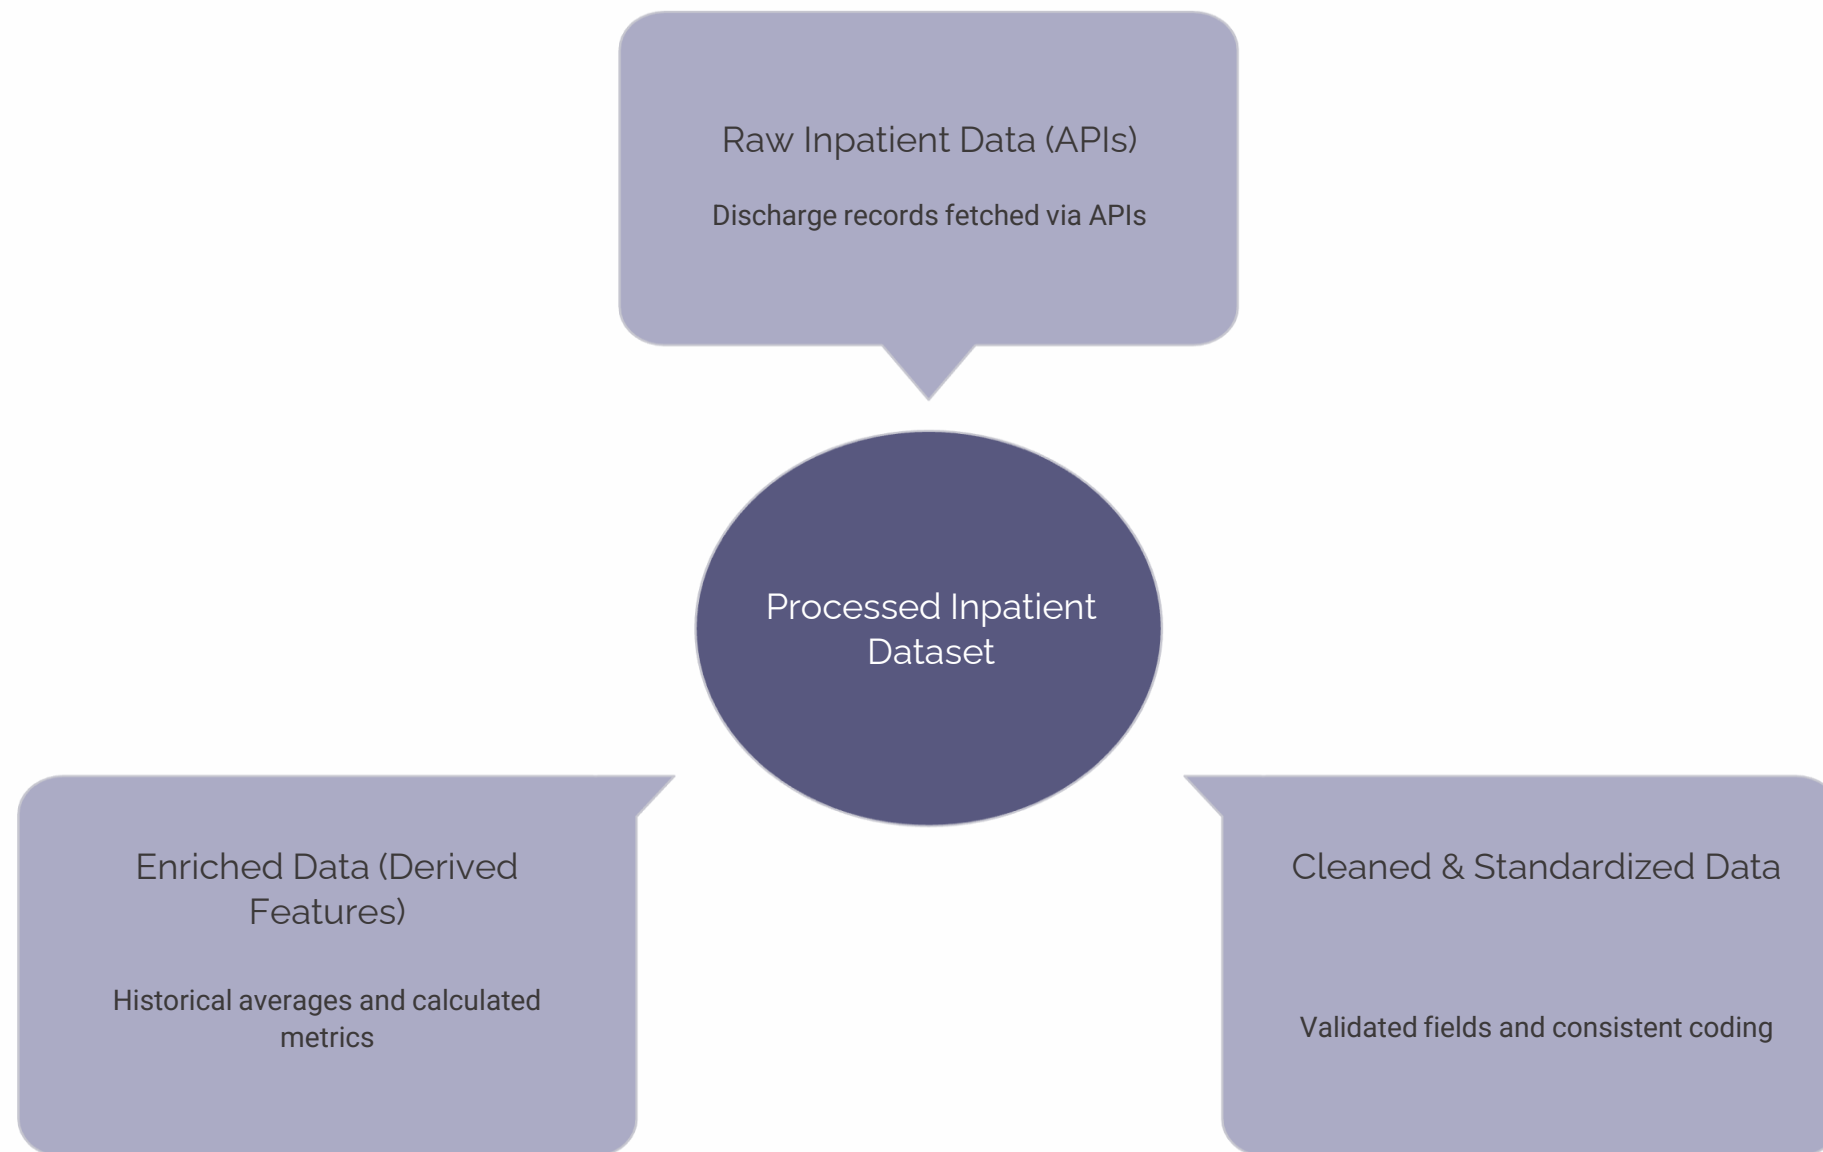 Raw Inpatient Data (APIs)
Discharge records fetched via APIs
Processed Inpatient
Dataset
Enriched Data (Derived
Features)
Historical averages and calculated
metrics
Cleaned & Standardized Data
Validated fields and consistent coding